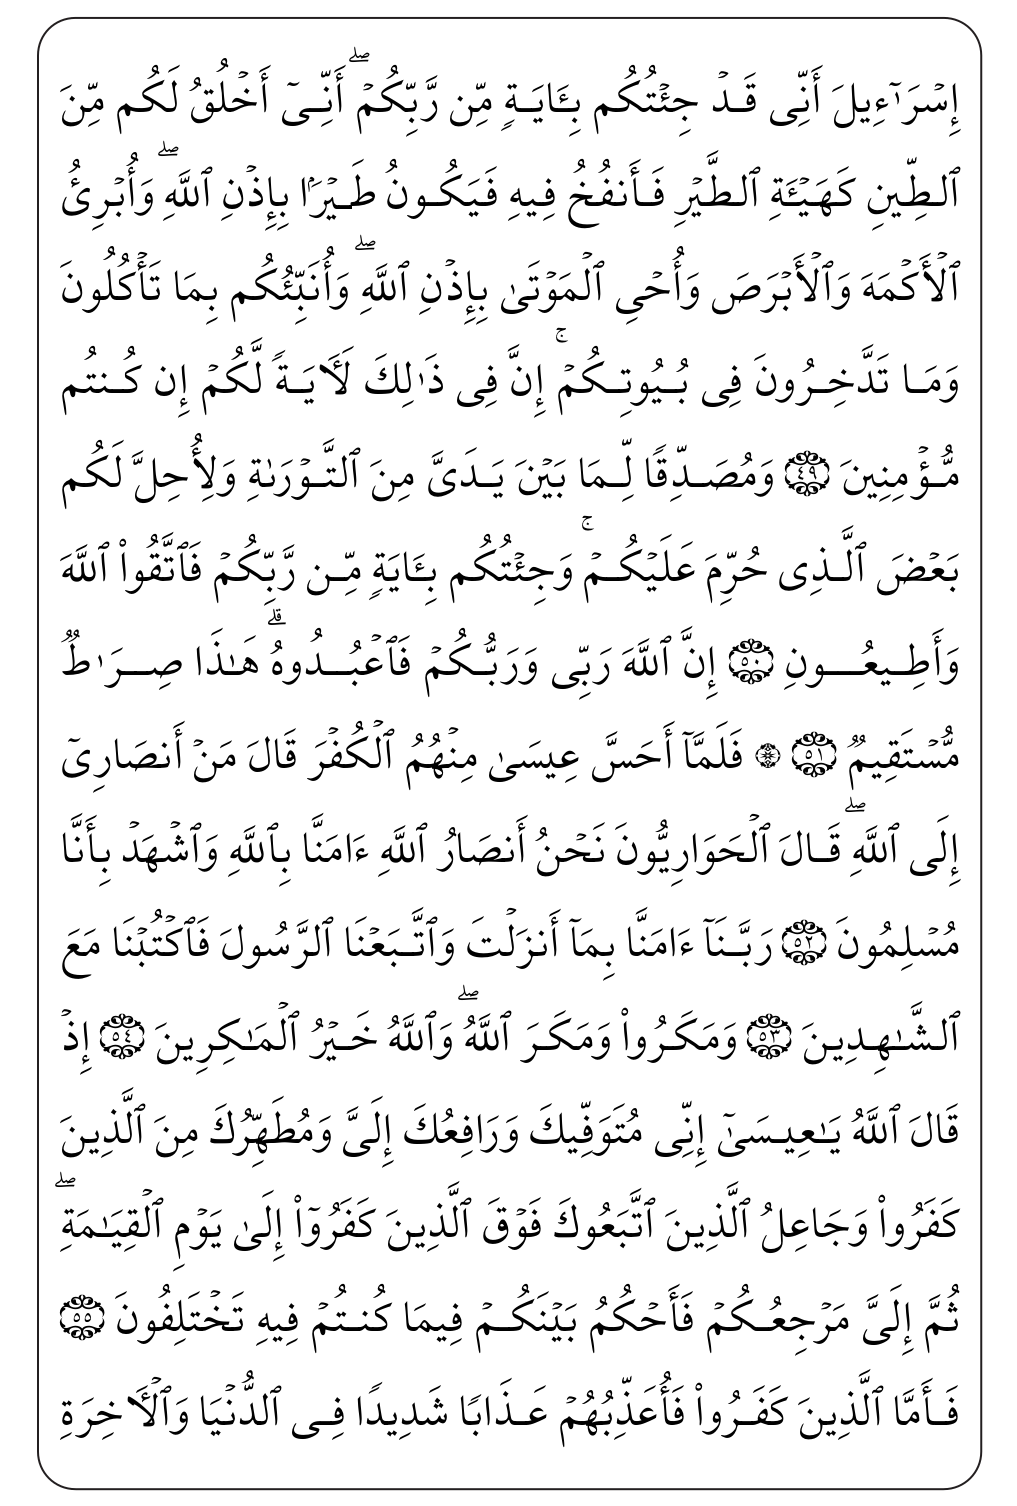 إِسۡرَٰٓءِيلَ أَنِّي قَدۡ جِئۡتُكُم بِـَٔايَةٖ مِّن رَّبِّكُمۡۖ أَنِّيٓ أَخۡلُقُ لَكُم مِّنَ
ٱلطِّينِ كَهَيۡـَٔةِ ٱلطَّيۡرِ فَأَنفُخُ فِيهِ فَيَكُونُ طَيۡرَۢا بِإِذۡنِ ٱللَّهِۖ وَأُبۡرِئُ
ٱلۡأَكۡمَهَ وَٱلۡأَبۡرَصَ وَأُحۡيِ ٱلۡمَوۡتَىٰ بِإِذۡنِ ٱللَّهِۖ وَأُنَبِّئُكُم بِمَا تَأۡكُلُونَ
وَمَا تَدَّخِرُونَ فِي بُيُوتِكُمۡۚ إِنَّ فِي ذَٰلِكَ لَأٓيَةٗ لَّكُمۡ إِن كُنتُم
مُّؤۡمِنِينَ ٤٩ وَمُصَدِّقٗا لِّمَا بَيۡنَ يَدَيَّ مِنَ ٱلتَّوۡرَىٰةِ وَلِأُحِلَّ لَكُم
بَعۡضَ ٱلَّذِي حُرِّمَ عَلَيۡكُمۡۚ وَجِئۡتُكُم بِـَٔايَةٖ مِّن رَّبِّكُمۡ فَٱتَّقُواْ ٱللَّهَ
وَأَطِيعُونِ ٥٠ إِنَّ ٱللَّهَ رَبِّي وَرَبُّكُمۡ فَٱعۡبُدُوهُۚ هَٰذَا صِرَٰطٞ
مُّسۡتَقِيمٞ ٥١ ۞ فَلَمَّآ أَحَسَّ عِيسَىٰ مِنۡهُمُ ٱلۡكُفۡرَ قَالَ مَنۡ أَنصَارِيٓ
إِلَى ٱللَّهِۖ قَالَ ٱلۡحَوَارِيُّونَ نَحۡنُ أَنصَارُ ٱللَّهِ ءَامَنَّا بِٱللَّهِ وَٱشۡهَدۡ بِأَنَّا
مُسۡلِمُونَ ٥٢ رَبَّنَآ ءَامَنَّا بِمَآ أَنزَلۡتَ وَٱتَّبَعۡنَا ٱلرَّسُولَ فَٱكۡتُبۡنَا مَعَ
ٱلشَّٰهِدِينَ ٥٣ وَمَكَرُواْ وَمَكَرَ ٱللَّهُۖ وَٱللَّهُ خَيۡرُ ٱلۡمَٰكِرِينَ ٥٤ إِذۡ
قَالَ ٱللَّهُ يَٰعِيسَىٰٓ إِنِّي مُتَوَفِّيكَ وَرَافِعُكَ إِلَيَّ وَمُطَهِّرُكَ مِنَ ٱلَّذِينَ
كَفَرُواْ وَجَاعِلُ ٱلَّذِينَ ٱتَّبَعُوكَ فَوۡقَ ٱلَّذِينَ كَفَرُوٓاْ إِلَىٰ يَوۡمِ ٱلۡقِيَٰمَةِۖ
ثُمَّ إِلَيَّ مَرۡجِعُكُمۡ فَأَحۡكُمُ بَيۡنَكُمۡ فِيمَا كُنتُمۡ فِيهِ تَخۡتَلِفُونَ ٥٥
فَأَمَّا ٱلَّذِينَ كَفَرُواْ فَأُعَذِّبُهُمۡ عَذَابٗا شَدِيدٗا فِي ٱلدُّنۡيَا وَٱلۡأٓخِرَةِ